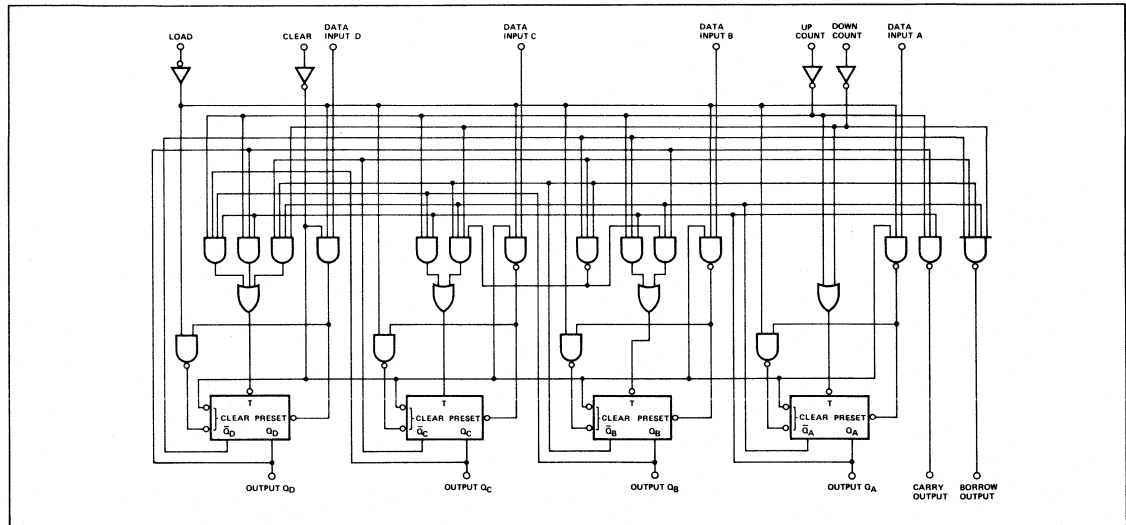 LOAD
CLEAR
DATA
INPUT D
DATA
INPUT C
DATA
INPUT B
UP
COUNT
DOWN
COUNT
DATA
INPUT A
T
CLEAR PRESET
Q̅D QD
T
CLEAR PRESET
Q̅C QC
T
CLEAR PRESET
Q̅B QB
T
CLEAR PRESET
Q̅A QA
OUTPUT QD
OUTPUT QC
OUTPUT QB
OUTPUT QA
CARRY
OUTPUT
BORROW
OUTPUT